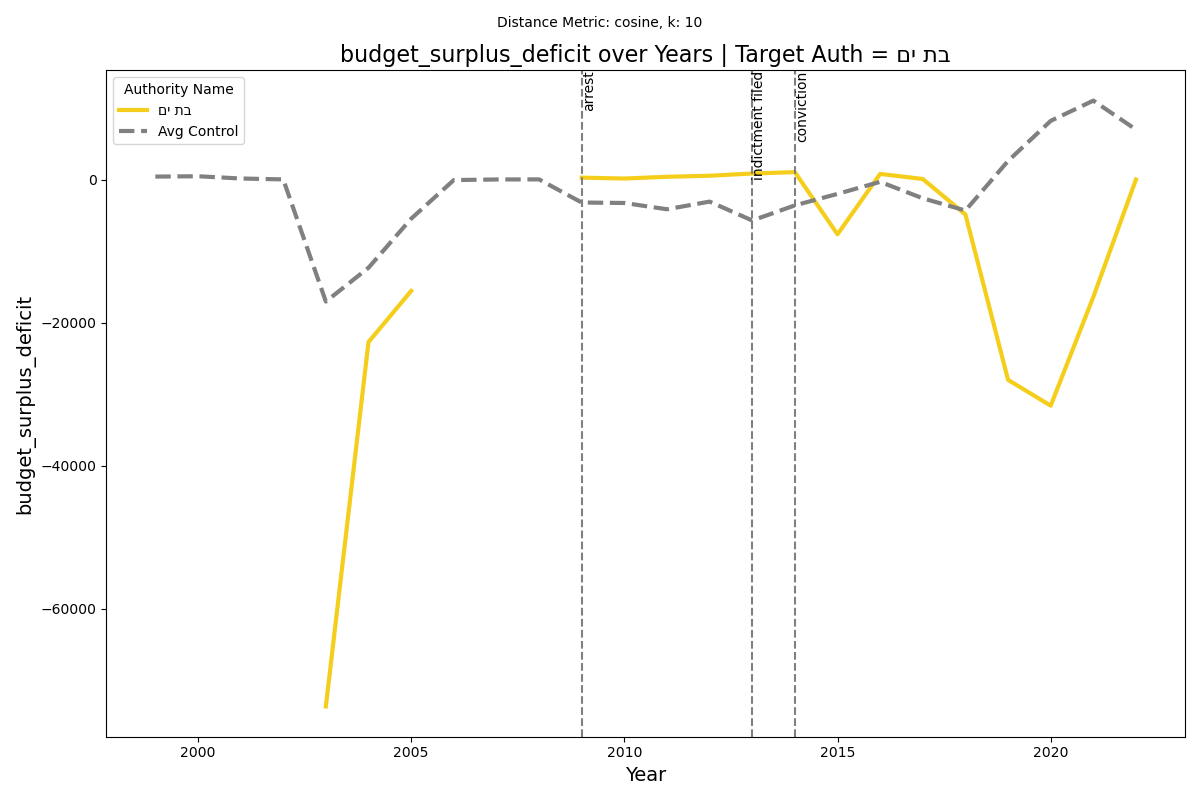 Distance Metric: cosine, k: 10
budget_surplus_deficit over Years | Target Auth = בת ים
Authority Name
בת ים
Avg Control
arrest
indictment filed
conviction
budget_surplus_deficit
0
−20000
−40000
−60000
2000
2005
2010
2015
2020
Year